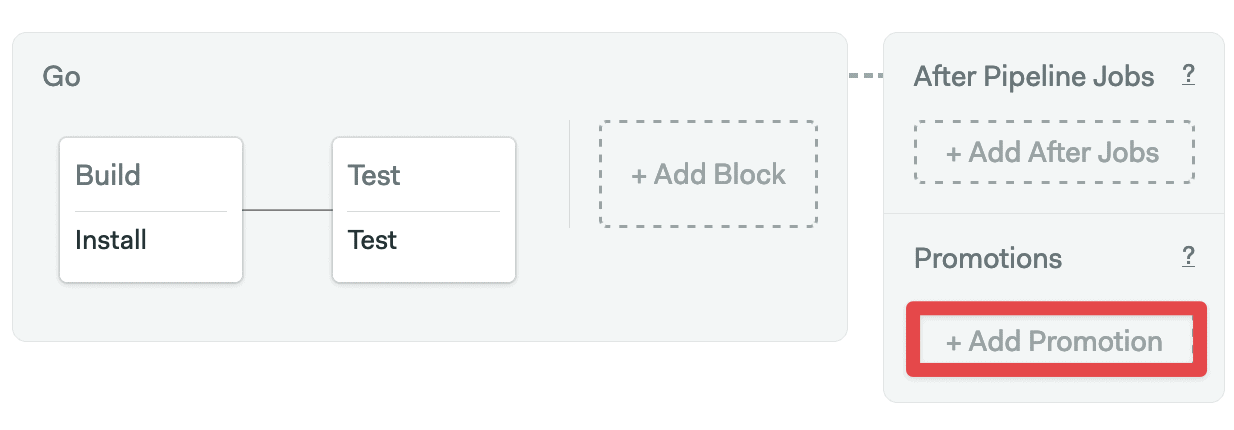 Go
Build
Install
Test
Test
+ Add Block
After Pipeline Jobs ?
+ Add After Jobs
Promotions ?
+ Add Promotion